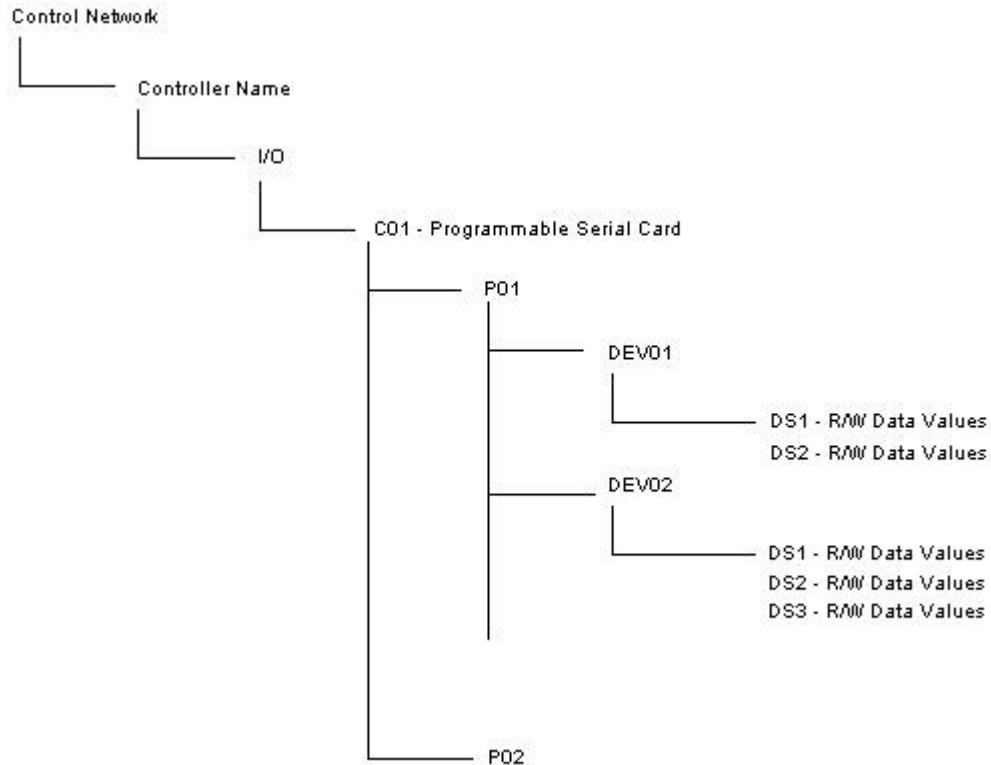 Control Network
Controller Name
I/O
C01 - Programmable Serial Card
P01
DEV01
DS1 - R/W Data Values
DS2 - R/W Data Values
DEV02
DS1 - R/W Data Values
DS2 - R/W Data Values
DS3 - R/W Data Values
P02